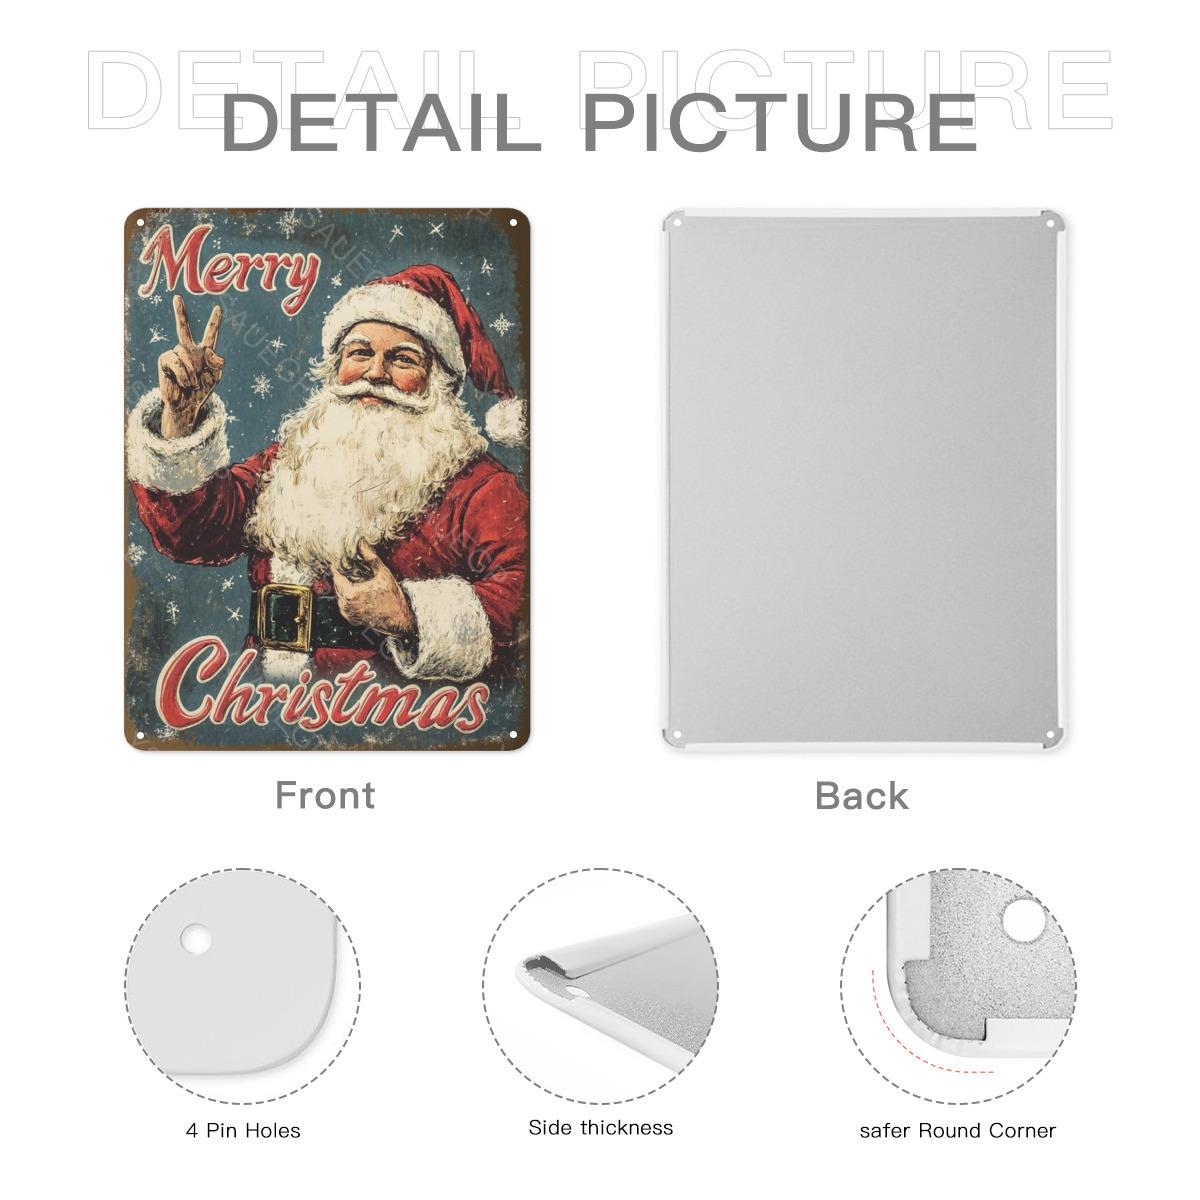 DETAIL PICTURE
DETAIL PICTURE
Merry
Christmas
Front
Back
4 Pin Holes
Side thickness
safer Round Corner